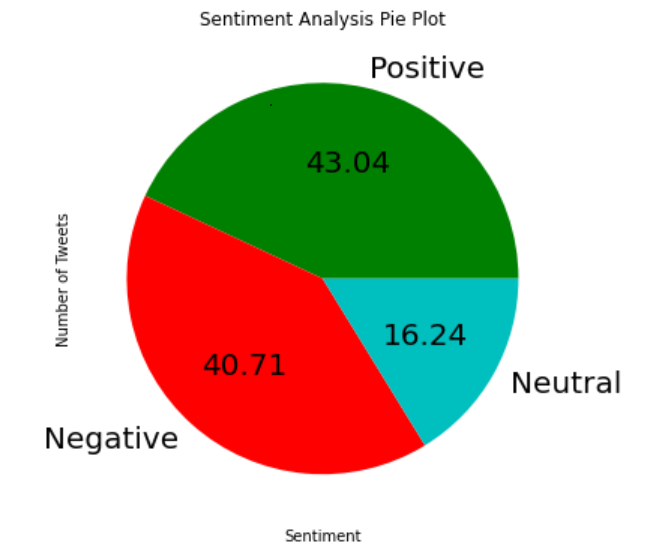 Sentiment Analysis Pie Plot
Positive
43.04
Number of Tweets
16.24
40.71
Neutral
Negative
Sentiment